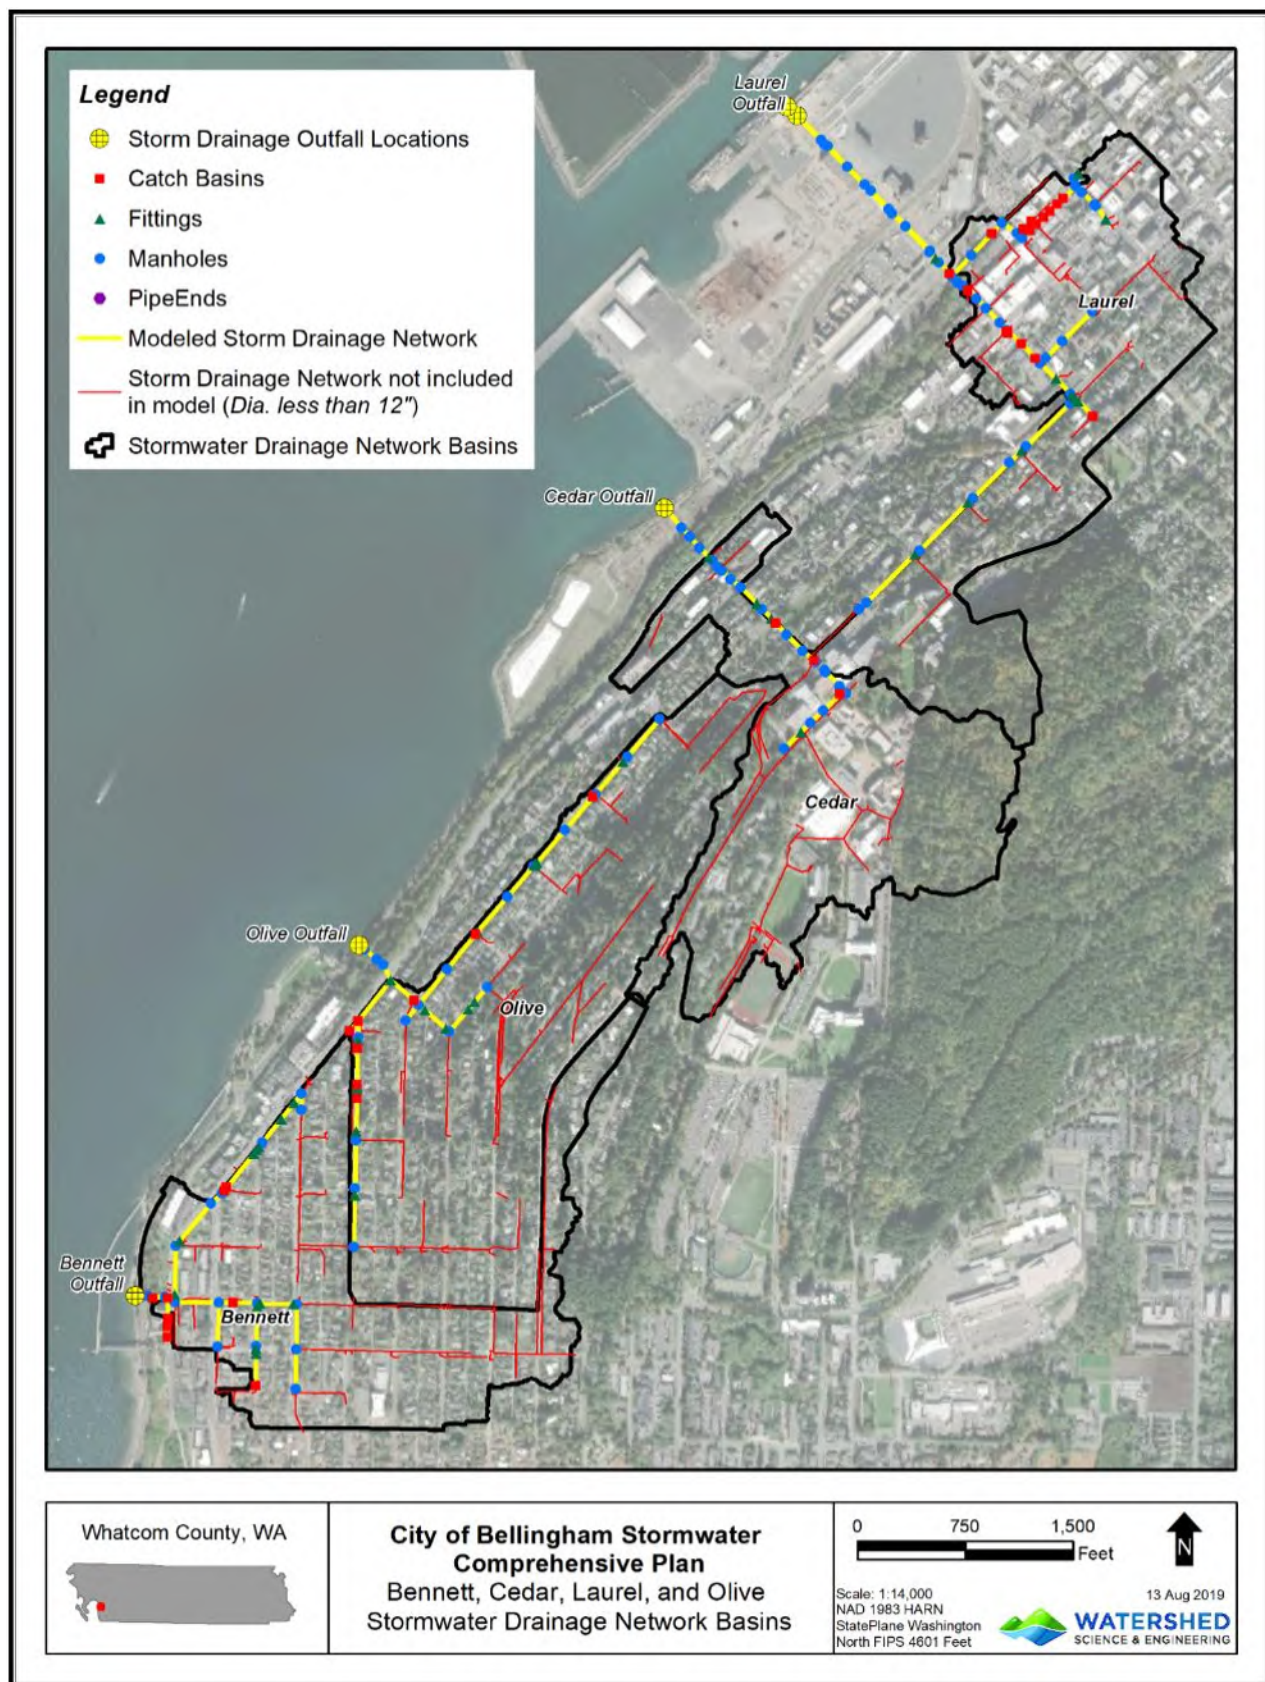 Legend
Storm Drainage Outfall Locations
Catch Basins
Fittings
Manholes
PipeEnds
Modeled Storm Drainage Network
Storm Drainage Network not included
in model (Dia. less than 12")
Stormwater Drainage Network Basins
Laurel
Outfall
Laurel
Cedar Outfall
Cedar
Olive Outfall
Olive
Bennett
Outfall
Bennett
Whatcom County, WA
City of Bellingham Stormwater
Comprehensive Plan
Bennett, Cedar, Laurel, and Olive
Stormwater Drainage Network Basins
0 750 1,500
Feet
N
Scale: 1:14,000
NAD 1983 HARN
StatePlane Washington
North FIPS 4601 Feet
13 Aug 2019
WATERSHED
SCIENCE & ENGINEERING